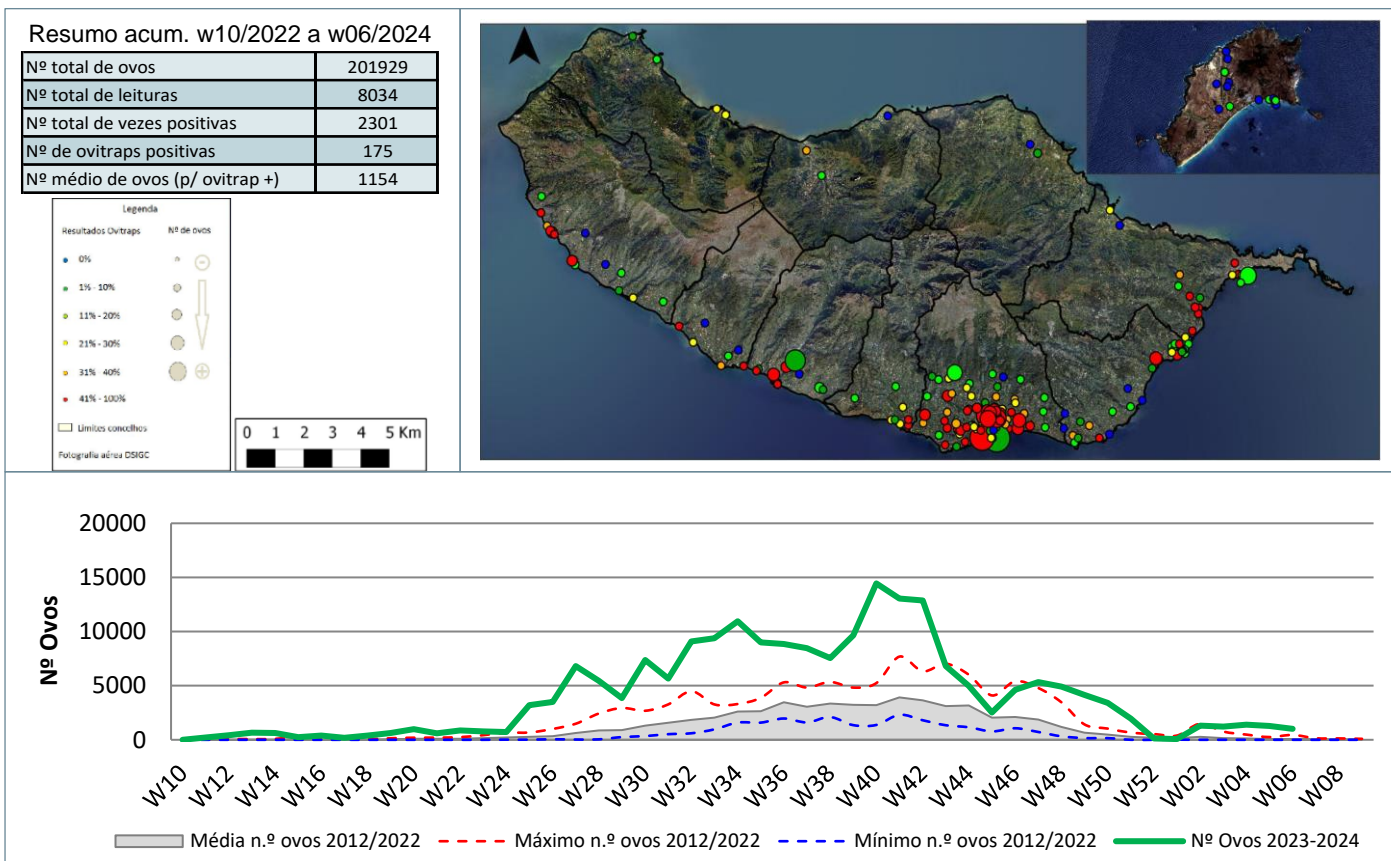 Resumo acum. w10/2022 a w06/2024
Nº total de ovos 201929
Nº total de leituras 8034
Nº total de vezes positivas 2301
Nº de ovitraps positivas 175
Nº médio de ovos (p/ ovitrap +) 1154
Legenda
Resultados Ovitraps Nº de ovos
0%
1% - 10%
11% - 20%
21% - 30%
31% - 40%
41% - 100%
Limites concelhos
Fotografia aérea DSIGC
0 1 2 3 4 5 Km
Nº Ovos
20000
15000
10000
5000
0
W10 W12 W14 W16 W18 W20 W22 W24 W26 W28 W30 W32 W34 W36 W38 W40 W42 W44 W46 W48 W50 W52 W02 W04 W06 W08
Média n.º ovos 2012/2022 Máximo n.º ovos 2012/2022 Mínimo n.º ovos 2012/2022 Nº Ovos 2023-2024